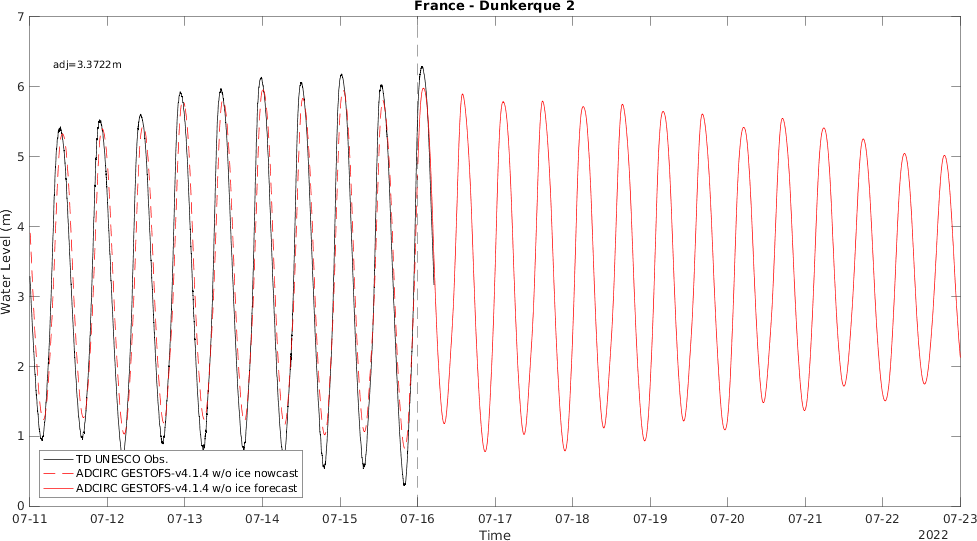 France - Dunkerque 2
adj=3.3722m
7
6
5
4
3
2
1
0
Water Level (m)
TD UNESCO Obs.
ADCIRC GESTOFS-v4.1.4 w/o ice nowcast
ADCIRC GESTOFS-v4.1.4 w/o ice forecast
07-11 07-12 07-13 07-14 07-15 07-16 07-17 07-18 07-19 07-20 07-21 07-22 07-23
Time
2022